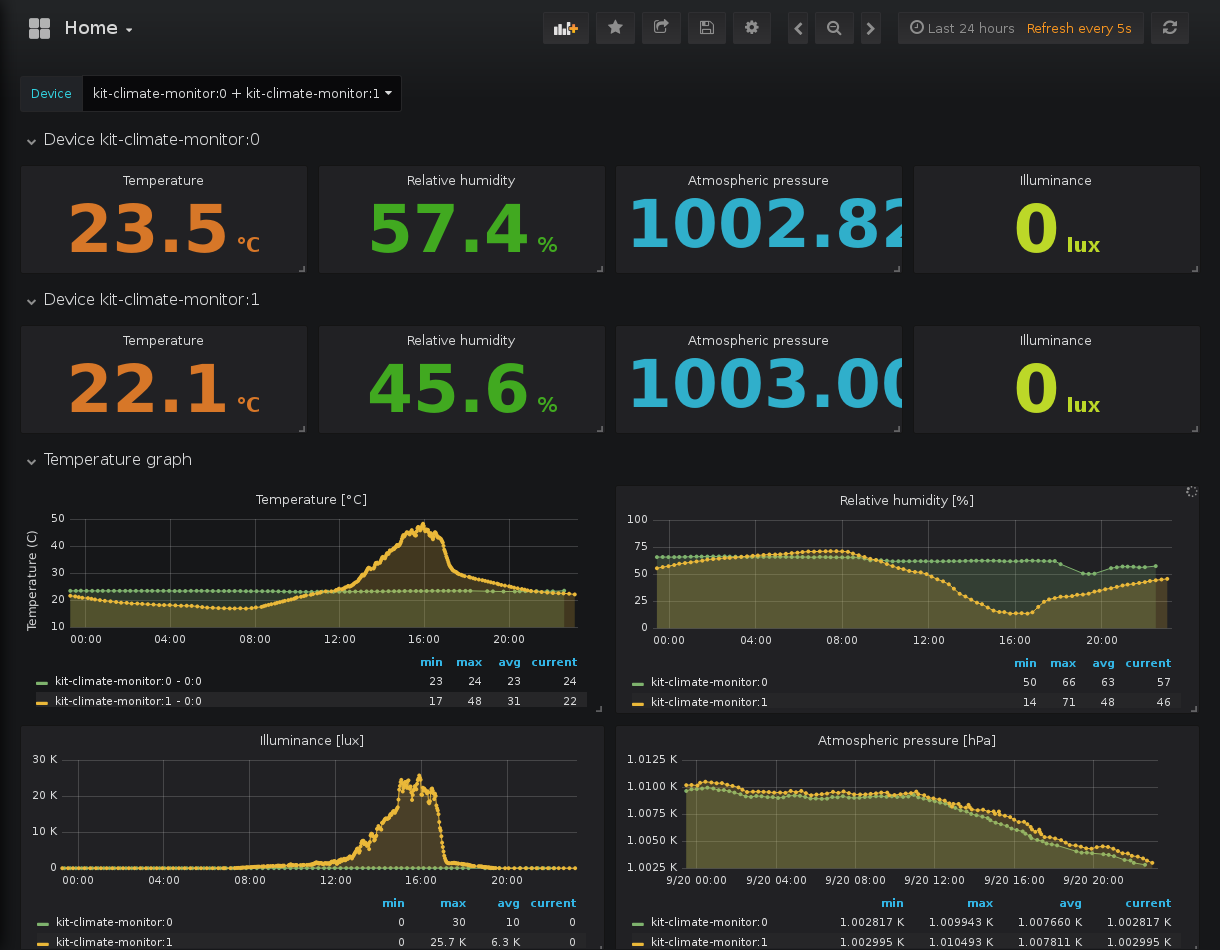 Home
Last 24 hours Refresh every 5s
Device kit-climate-monitor:0 + kit-climate-monitor:1
Device kit-climate-monitor:0
Temperature
23.5 °C
Relative humidity
57.4 %
Atmospheric pressure
1002.82
Illuminance
0 lux
Device kit-climate-monitor:1
Temperature
22.1 °C
Relative humidity
45.6 %
Atmospheric pressure
1003.00
Illuminance
0 lux
Temperature graph
Temperature [°C]
Temperature (C)
50
40
30
20
10
00:00 04:00 08:00 12:00 16:00 20:00
min max avg current
kit-climate-monitor:0 - 0:0 23 24 23 24
kit-climate-monitor:1 - 0:0 17 48 31 22
Relative humidity [%]
100
75
50
25
0
00:00 04:00 08:00 12:00 16:00 20:00
min max avg current
kit-climate-monitor:0 50 66 63 57
kit-climate-monitor:1 14 71 48 46
Illuminance [lux]
30 K
20 K
10 K
0
00:00 04:00 08:00 12:00 16:00 20:00
min max avg current
kit-climate-monitor:0 0 30 10 0
kit-climate-monitor:1 0 25.7 K 6.3 K 0
Atmospheric pressure [hPa]
1.0125 K
1.0100 K
1.0075 K
1.0050 K
1.0025 K
9/20 00:00 9/20 04:00 9/20 08:00 9/20 12:00 9/20 16:00 9/20 20:00
min max avg current
kit-climate-monitor:0 1.002817 K 1.009943 K 1.007660 K 1.002817 K
kit-climate-monitor:1 1.002995 K 1.010493 K 1.007811 K 1.002995 K